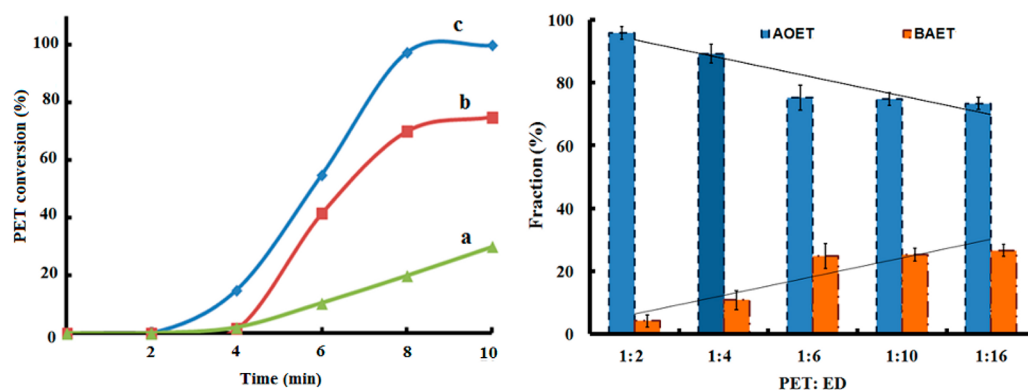 100
80
60
40
20
0
PET conversion (%)
c
b
a
2 4 6 8 10
Time (min)
100
80
60
40
20
0
Fraction (%)
AOET BAET
1:2 1:4 1:6 1:10 1:16
PET: ED